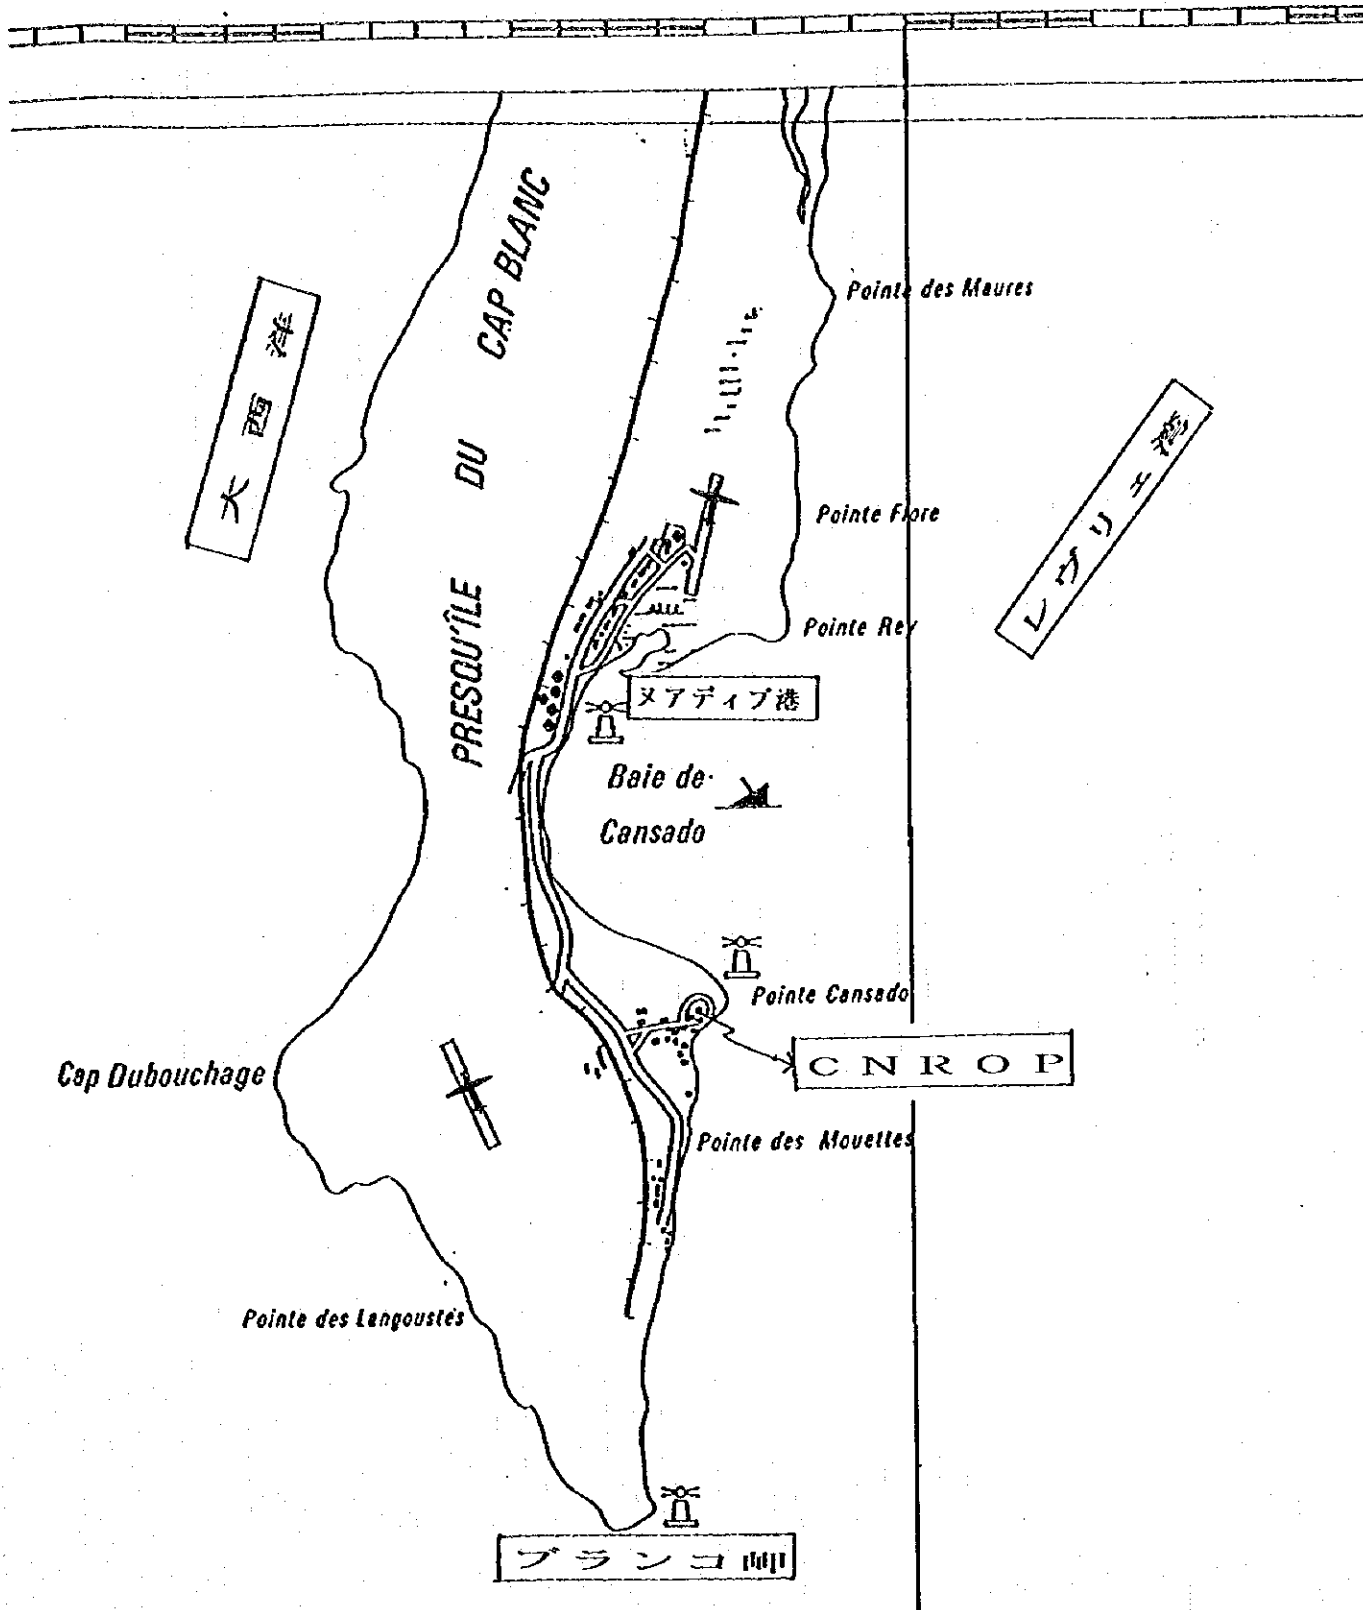 CAP BLANC
DU
PRESQU'ÎLE
大西洋
Pointe des Maures
レヴリエ湾
Pointe Flore
Pointe Rey
ヌアディブ港
Baie de
Cansado
Pointe Cansado
CNROP
Cap Dubouchage
Pointe des Mouettes
Pointe des Langoustes
ブランコ岬